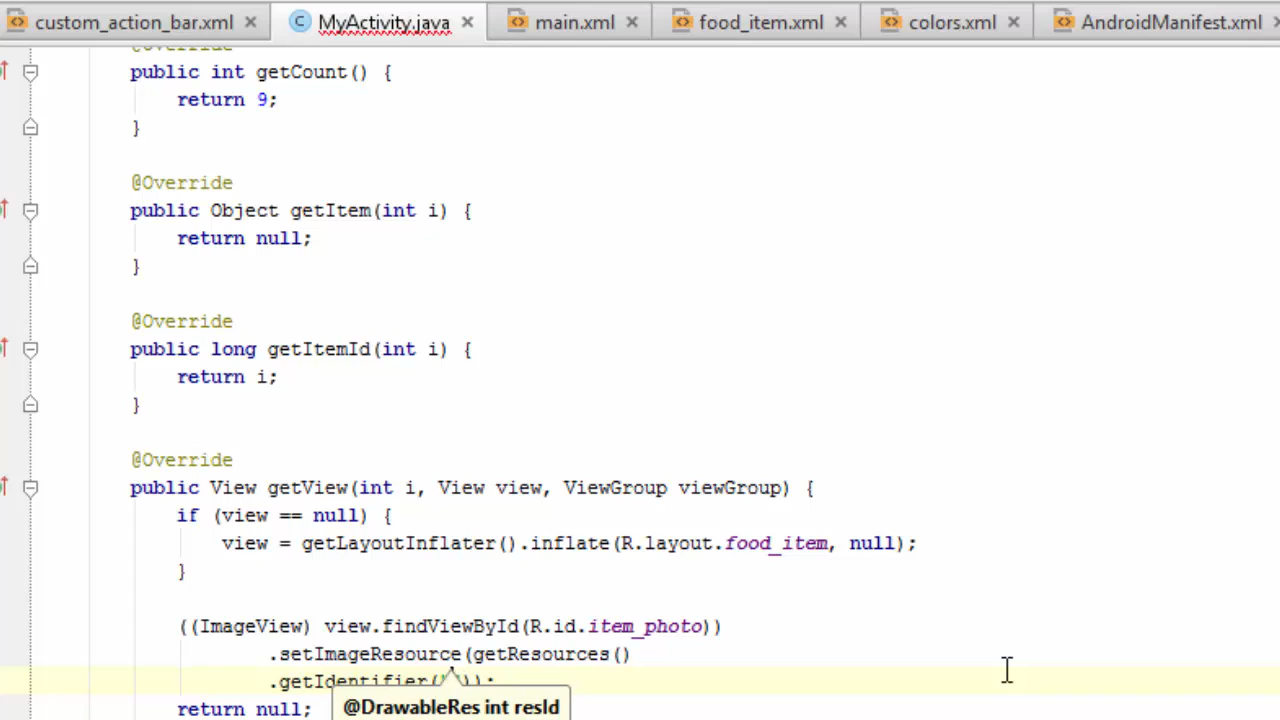 custom_action_bar.xml MyActivity.java main.xml food_item.xml colors.xml AndroidManifest.xml
@Override
public int getCount() {
return 9;
}
@Override
public Object getItem(int i) {
return null;
}
@Override
public long getItemId(int i) {
return i;
}
@Override
public View getView(int i, View view, ViewGroup viewGroup) {
if (view == null) {
view = getLayoutInflater().inflate(R.layout.food_item, null);
}
((ImageView) view.findViewById(R.id.item_photo))
.setImageResource(getResources()
.getIdentifier(""));
@DrawableRes int resId
return null;